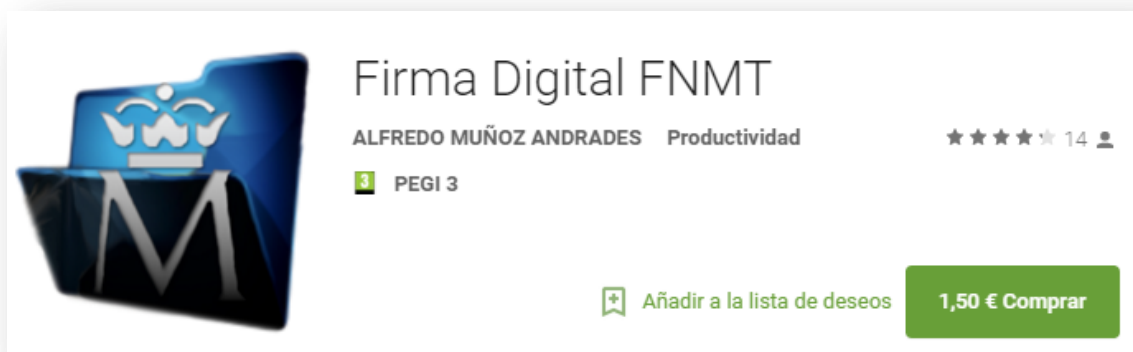 Firma Digital FNMT
ALFREDO MUÑOZ ANDRADES Productividad 14
3 PEGI 3
M
Añadir a la lista de deseos 1,50 € Comprar